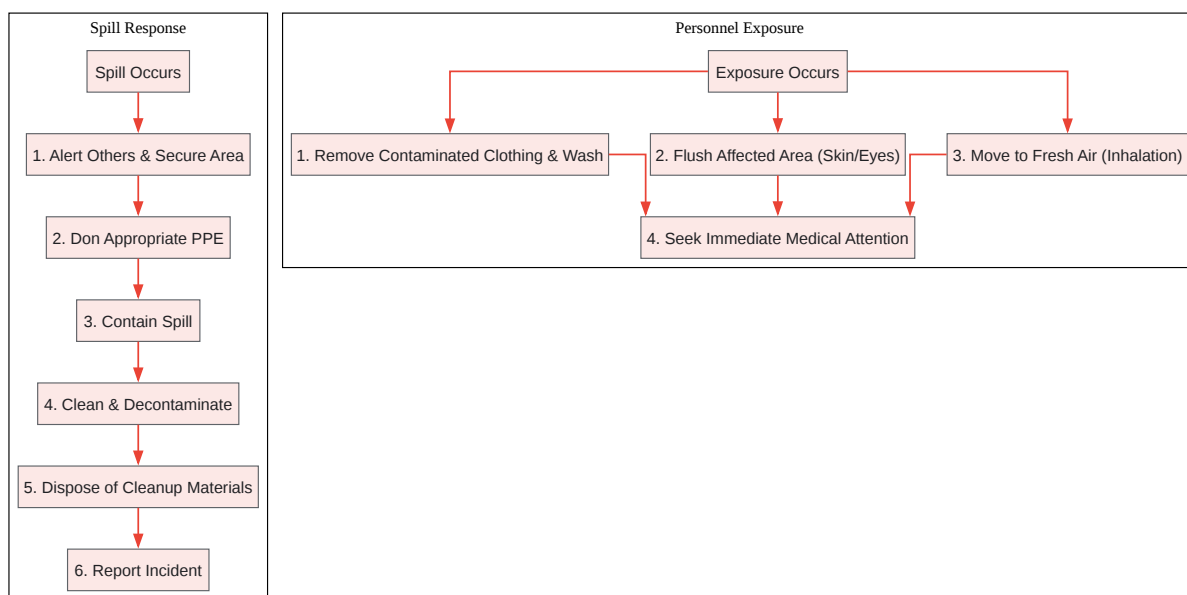 Spill Response
Spill Occurs
1. Alert Others & Secure Area
2. Don Appropriate PPE
3. Contain Spill
4. Clean & Decontaminate
5. Dispose of Cleanup Materials
6. Report Incident
Personnel Exposure
Exposure Occurs
1. Remove Contaminated Clothing & Wash
2. Flush Affected Area (Skin/Eyes)
3. Move to Fresh Air (Inhalation)
4. Seek Immediate Medical Attention